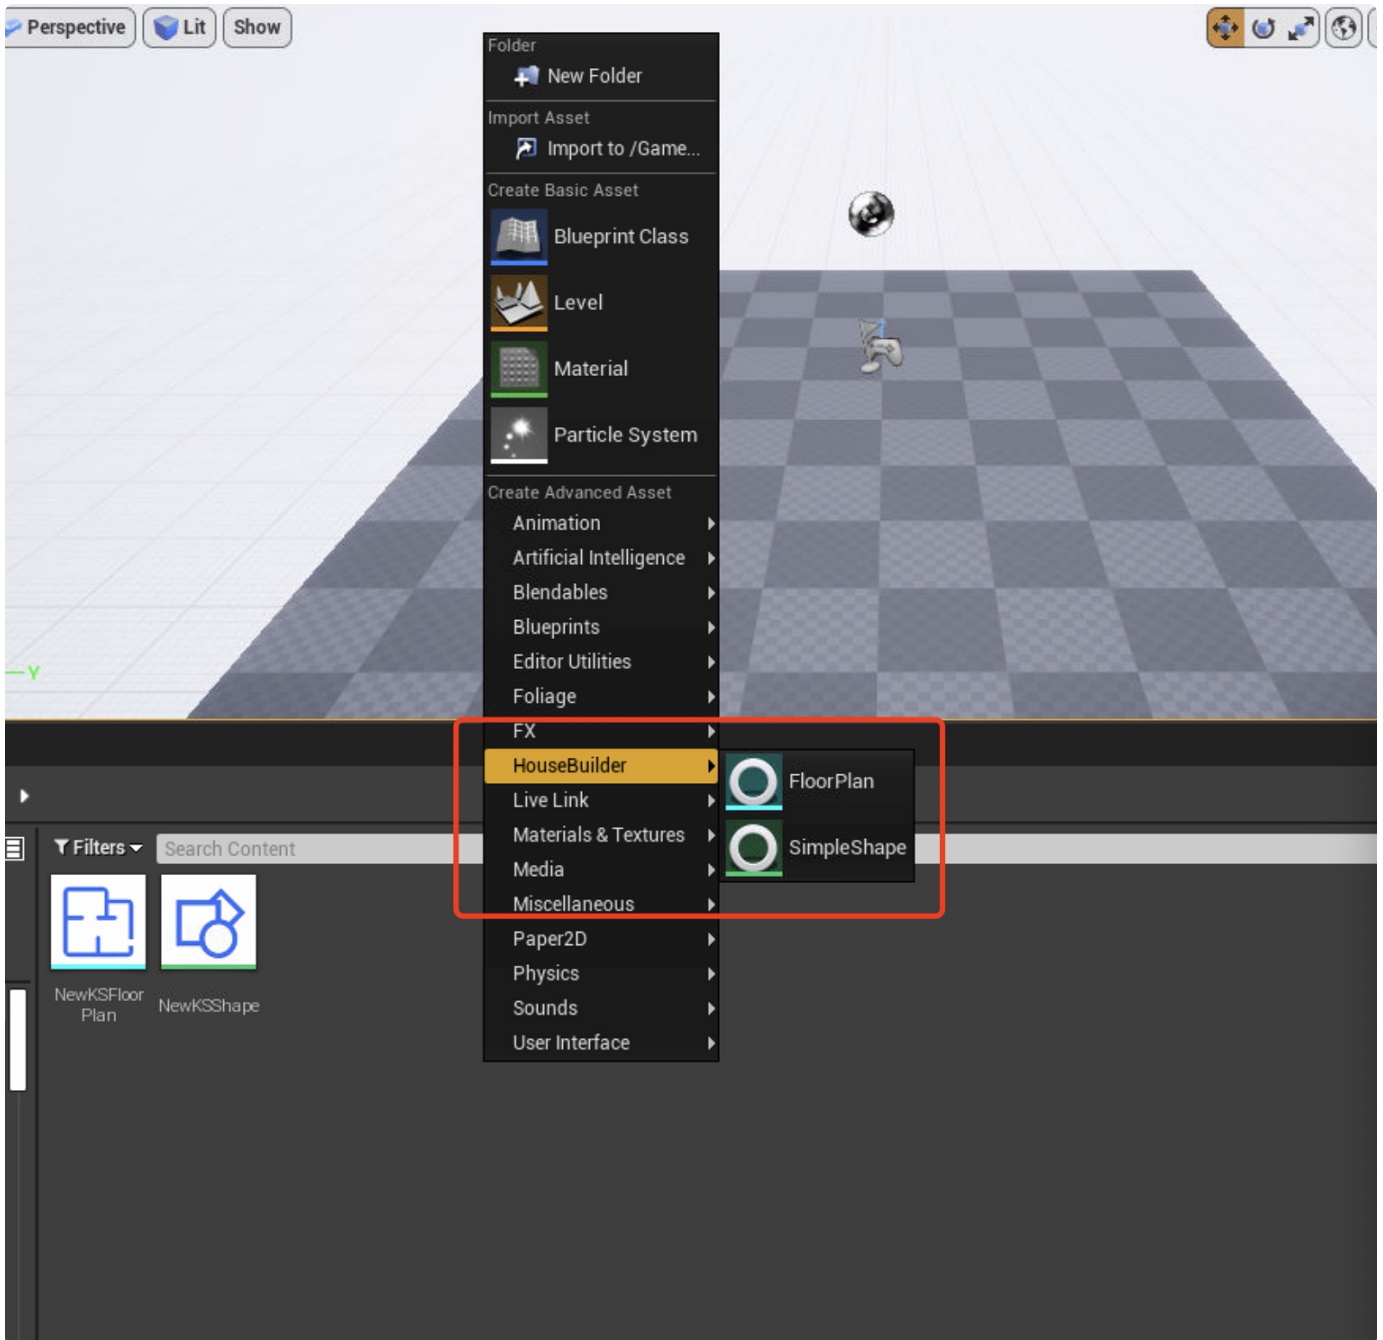 Perspective
Lit
Show
Folder
New Folder
Import Asset
Import to /Game...
Create Basic Asset
Blueprint Class
Level
Material
Particle System
Create Advanced Asset
Animation
Artificial Intelligence
Blendables
Blueprints
Editor Utilities
Foliage
FX
HouseBuilder
FloorPlan
Live Link
SimpleShape
Materials & Textures
Media
Miscellaneous
Paper2D
Physics
Sounds
User Interface
Y
Filters
Search Content
NewKSFloor
Plan
NewKSShape